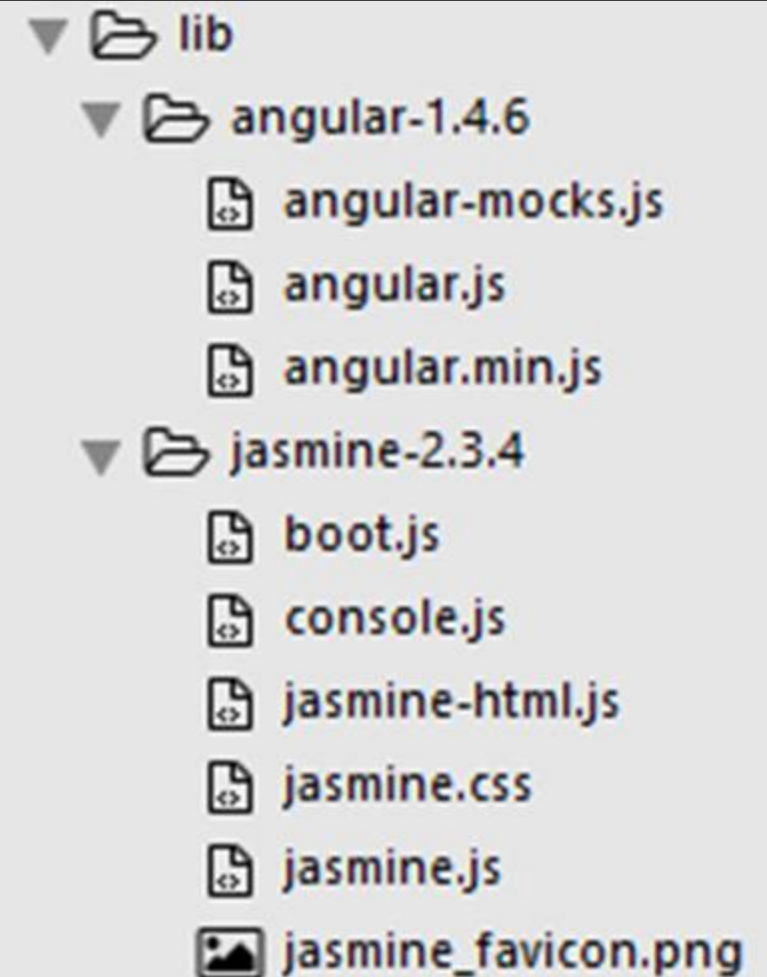 lib
angular-1.4.6
angular-mocks.js
angular.js
angular.min.js
jasmine-2.3.4
boot.js
console.js
jasmine-html.js
jasmine.css
jasmine.js
jasmine_favicon.png